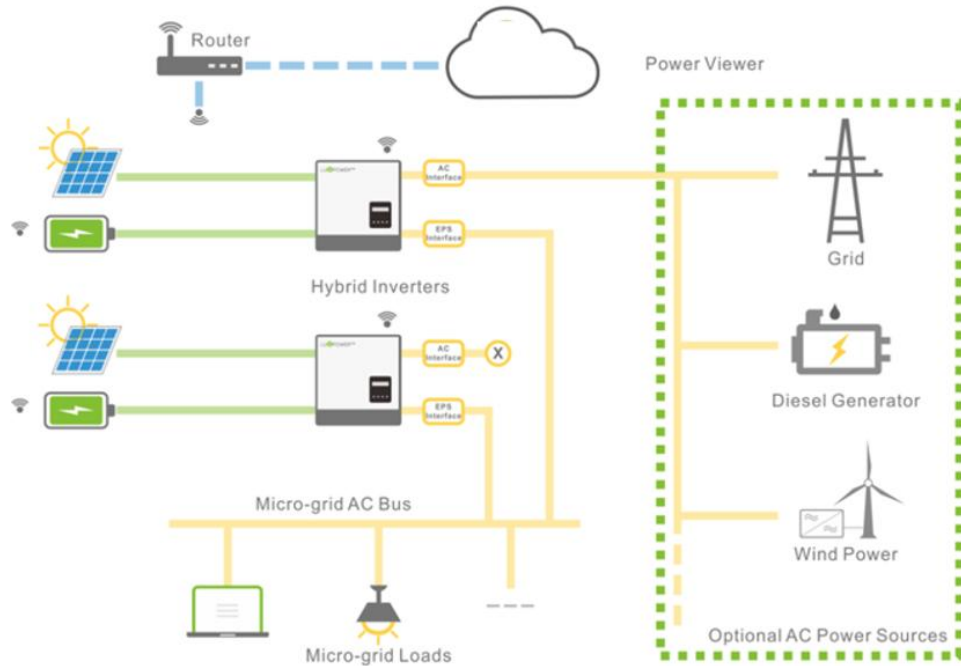 Router
Power Viewer
AC
Interface
EPS
Interface
Grid
Hybrid Inverters
AC
Interface
X
EPS
Interface
Diesel Generator
Micro-grid AC Bus
Wind Power
Optional AC Power Sources
Micro-grid Loads